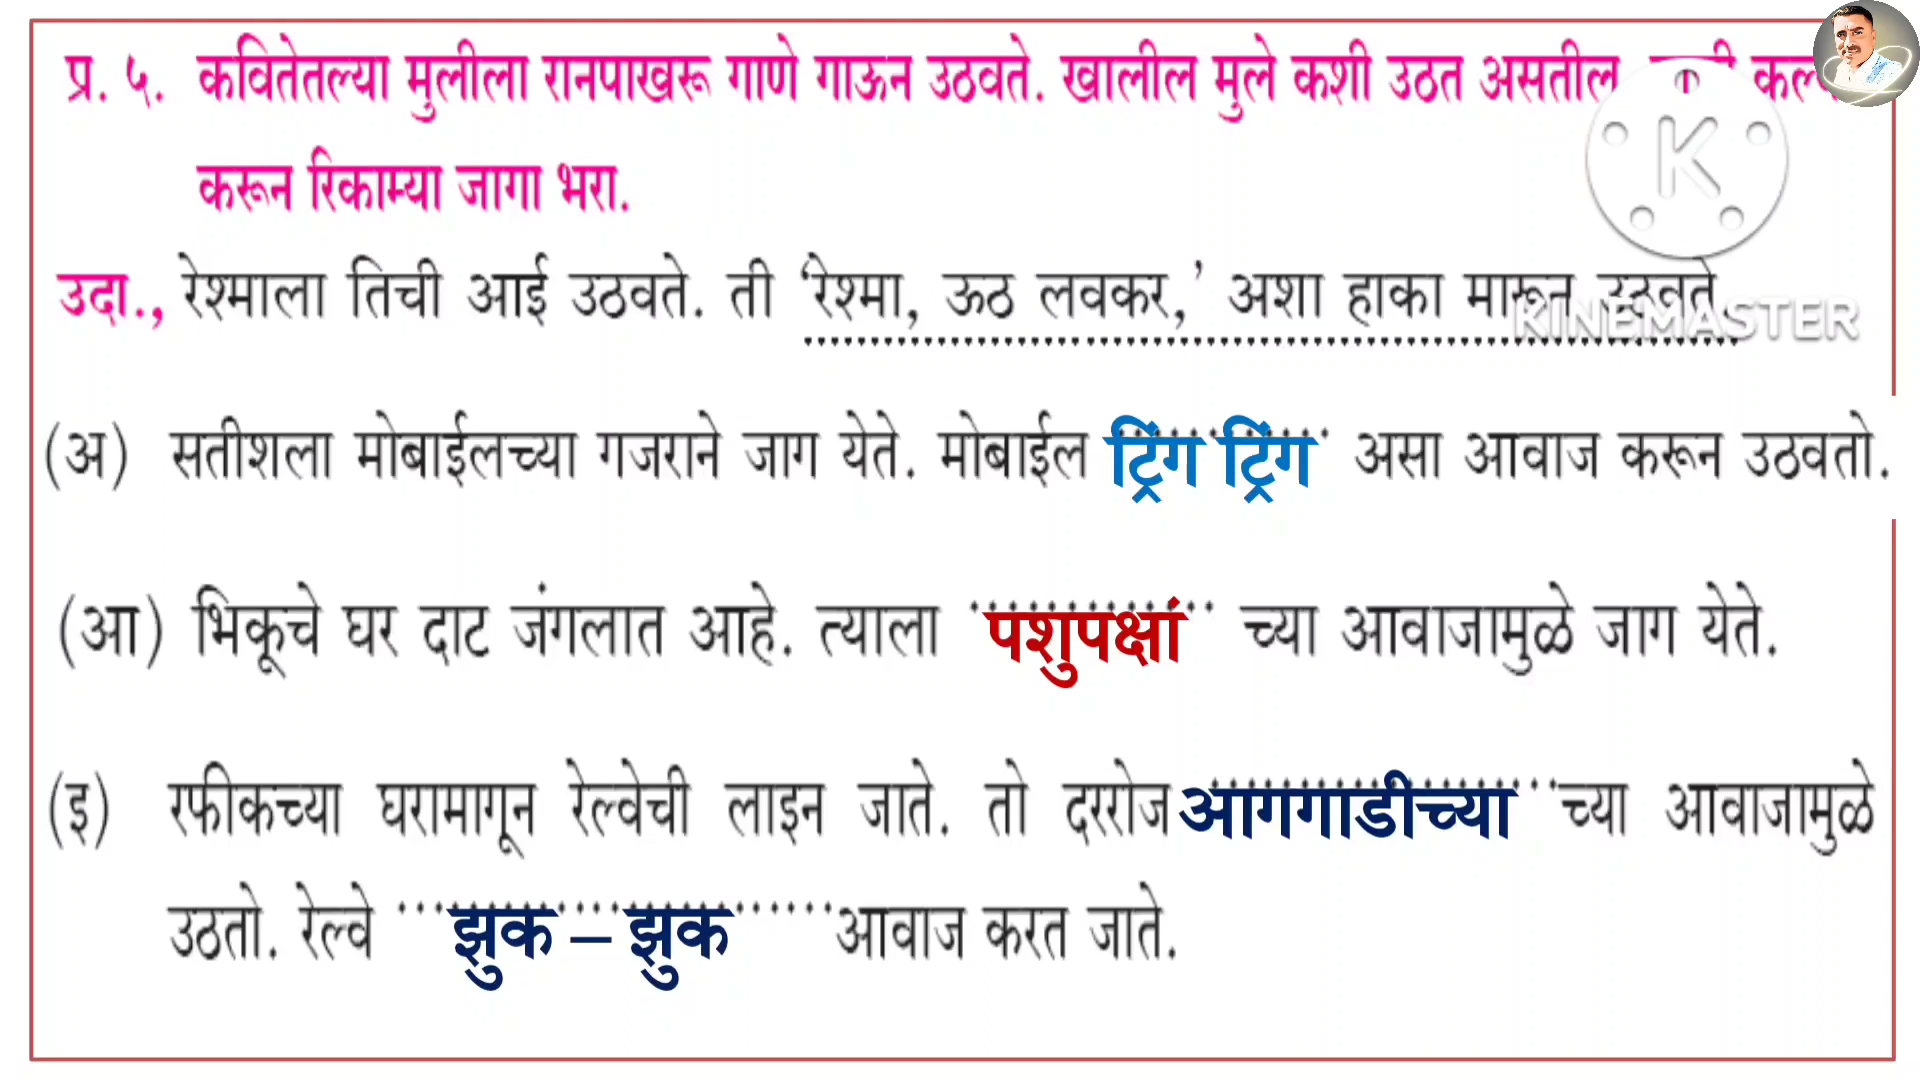 प्र. ५. कवितेतल्या मुलीला रानपाखरू गाणे गाऊन उठवते. खालील मुले कशी उठत असतील
करून रिकाम्या जागा भरा.
उदा., रेश्माला तिची आई उठवते. ती ‘रेश्मा, ऊठ लवकर,’ अशा हाका मारून उठवते.
KINEMASTER
(अ) सतीशला मोबाईलच्या गजराने जाग येते. मोबाईल ट्रिंग ट्रिंग असा आवाज करून उठवतो.
(आ) भिकूचे घर दाट जंगलात आहे. त्याला पशुपक्षां च्या आवाजामुळे जाग येते.
(इ) रफीकच्या घरामागून रेल्वेची लाइन जाते. तो दररोज आगगाडीच्या च्या आवाजामुळे
उठतो. रेल्वे झुक – झुक आवाज करत जाते.